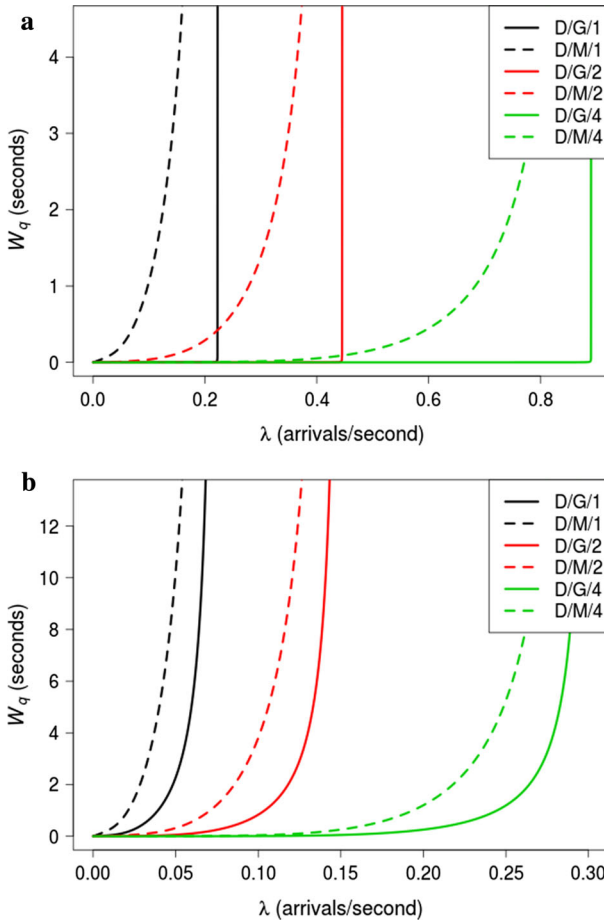 a
4
3
2
1
0
W_q (seconds)
D/G/1
D/M/1
D/G/2
D/M/2
D/G/4
D/M/4
0.0 0.2 0.4 0.6 0.8
λ (arrivals/second)
b
12
10
8
6
4
2
0
W_q (seconds)
D/G/1
D/M/1
D/G/2
D/M/2
D/G/4
D/M/4
0.00 0.05 0.10 0.15 0.20 0.25 0.30
λ (arrivals/second)